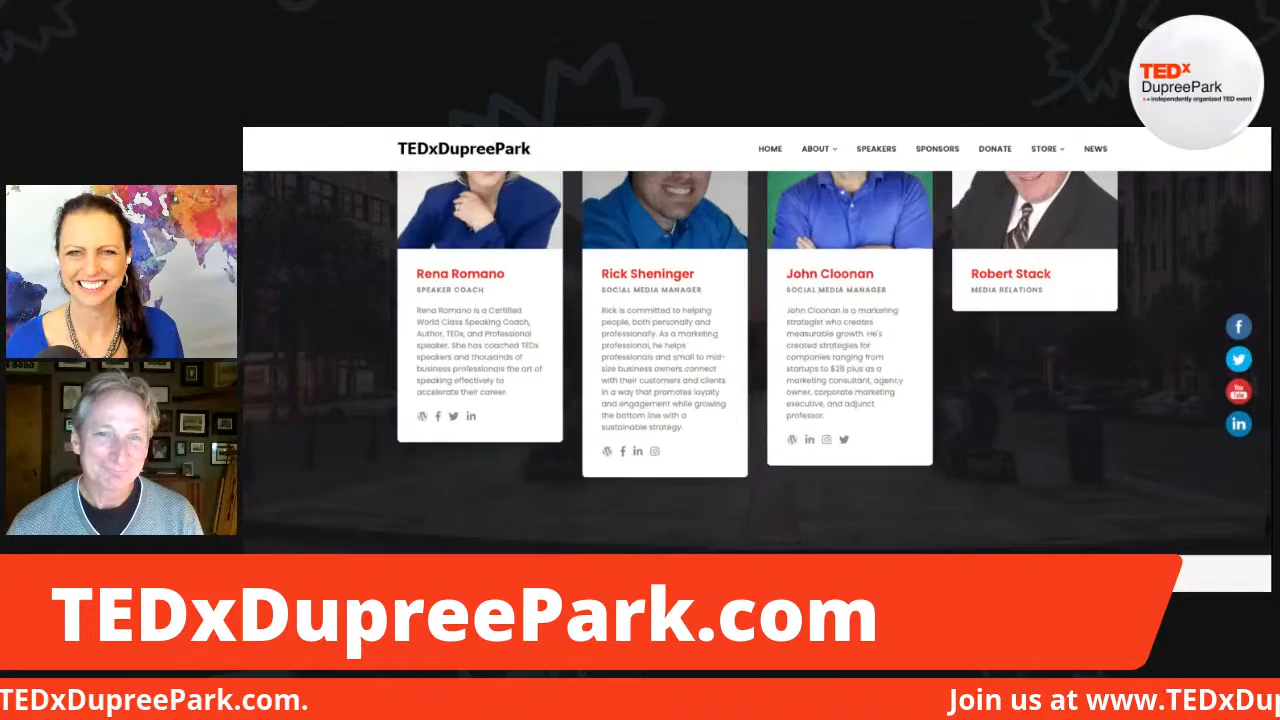 TEDx
DupreePark
x = independently organized TED event
TEDxDupreePark
HOME
ABOUT
SPEAKERS
SPONSORS
DONATE
STORE
NEWS
Rena Romano
SPEAKER COACH
Rena Romano is a Certified
World Class Speaking Coach,
Author, TEDx, and Professional
speaker. She has coached TEDx
speakers and thousands of
business professionals the art of
speaking effectively to
accelerate their career.
Rick Sheninger
SOCIAL MEDIA MANAGER
Rick is committed to helping
people, both personally and
professionally. As a marketing
professional, he helps
professionals and small to mid-
size business owners connect
with their customers and clients
in a way that promotes loyalty
and engagement while growing
the bottom line with a
sustainable strategy.
John Cloonan
SOCIAL MEDIA MANAGER
John Cloonan is a marketing
strategist who creates
measurable growth. He's
created strategies for
companies ranging from
startups to $2B plus as a
marketing consultant, agency
owner, corporate marketing
executive, and adjunct
professor.
Robert Stack
MEDIA RELATIONS
You
Tube
TEDxDupreePark.com
TEDxDupreePark.com.
Join us at www.TEDxDup